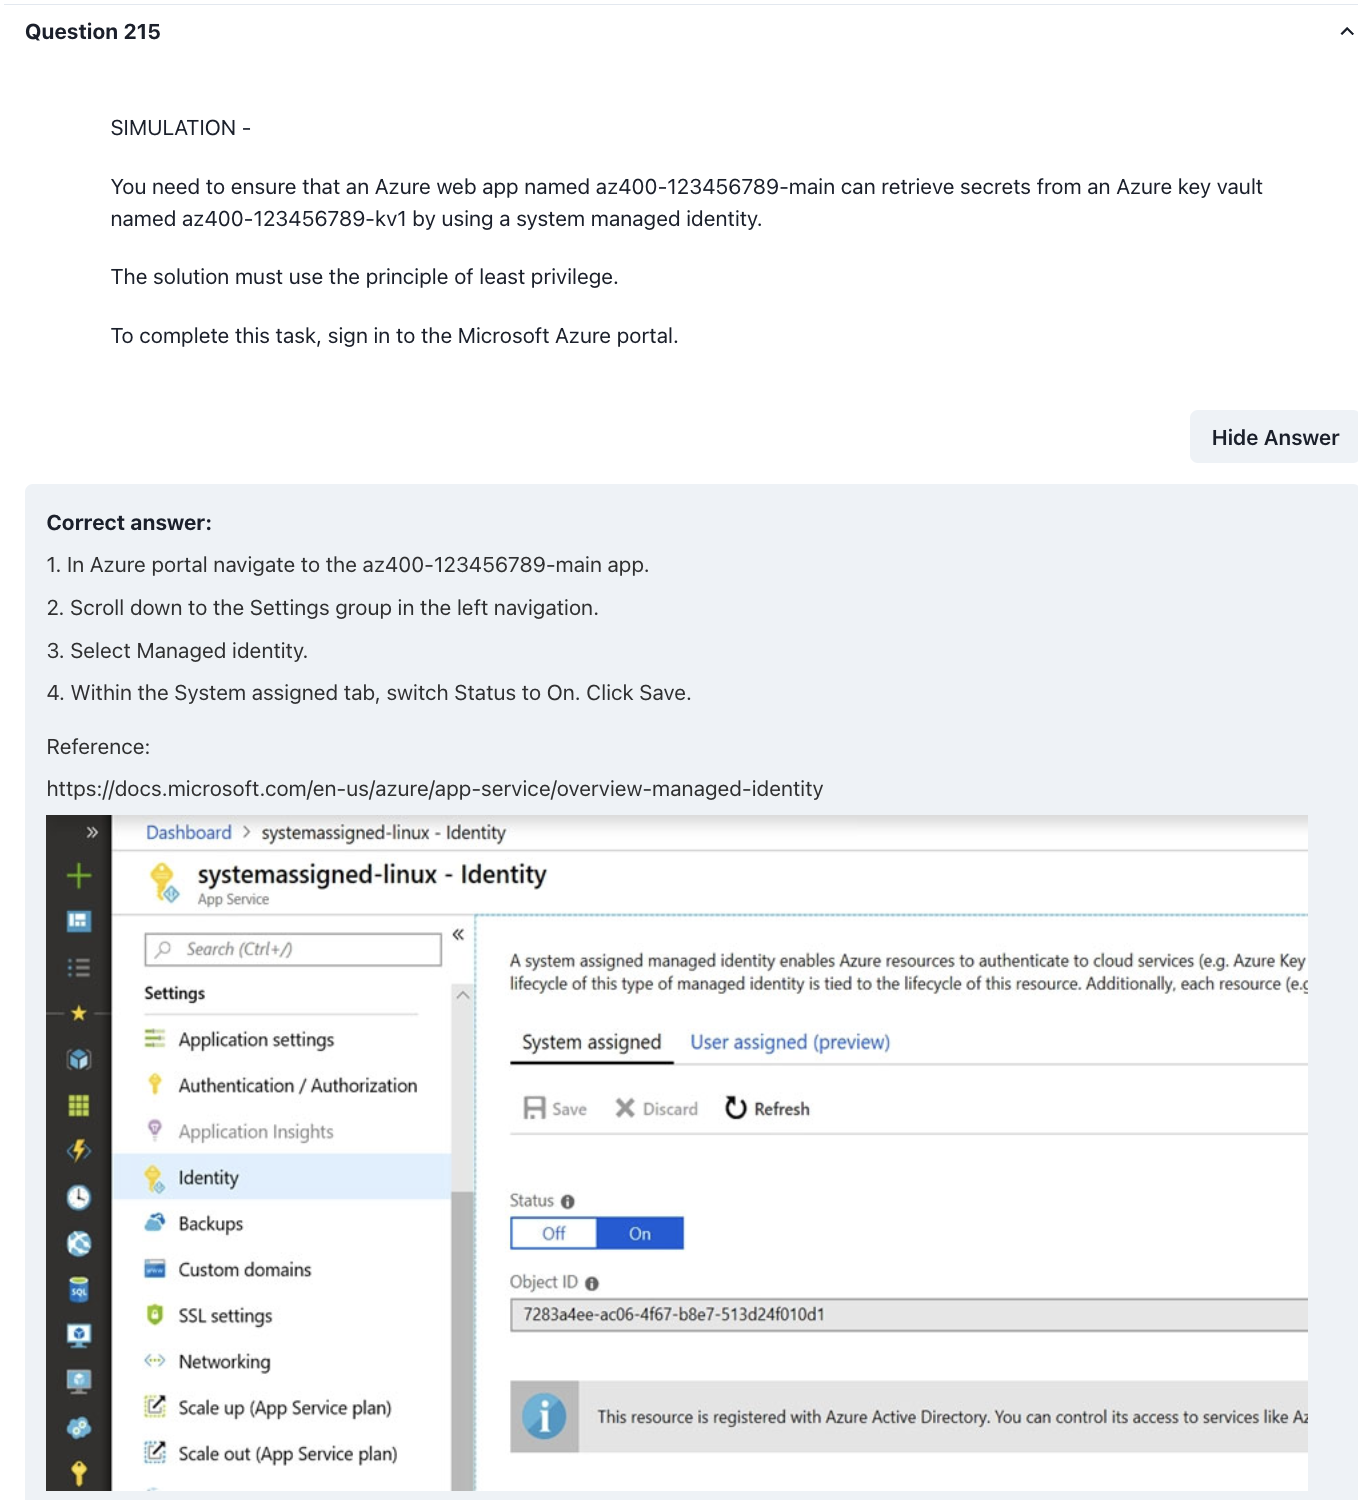 Question 215
SIMULATION -
You need to ensure that an Azure web app named az400-123456789-main can retrieve secrets from an Azure key vault
named az400-123456789-kv1 by using a system managed identity.
The solution must use the principle of least privilege.
To complete this task, sign in to the Microsoft Azure portal.
Hide Answer
Correct answer:
1. In Azure portal navigate to the az400-123456789-main app.
2. Scroll down to the Settings group in the left navigation.
3. Select Managed identity.
4. Within the System assigned tab, switch Status to On. Click Save.
Reference:
https://docs.microsoft.com/en-us/azure/app-service/overview-managed-identity
Dashboard > systemassigned-linux - Identity
systemassigned-linux - Identity
App Service
Search (Ctrl+/)
Settings
Application settings
Authentication / Authorization
Application Insights
Identity
Backups
Custom domains
SSL settings
Networking
Scale up (App Service plan)
Scale out (App Service plan)
SQL
A system assigned managed identity enables Azure resources to authenticate to cloud services (e.g. Azure Key
lifecycle of this type of managed identity is tied to the lifecycle of this resource. Additionally, each resource (e.g
System assigned User assigned (preview)
Save Discard Refresh
Status
Off On
Object ID
7283a4ee-ac06-4f67-b8e7-513d24f010d1
This resource is registered with Azure Active Directory. You can control its access to services like Az